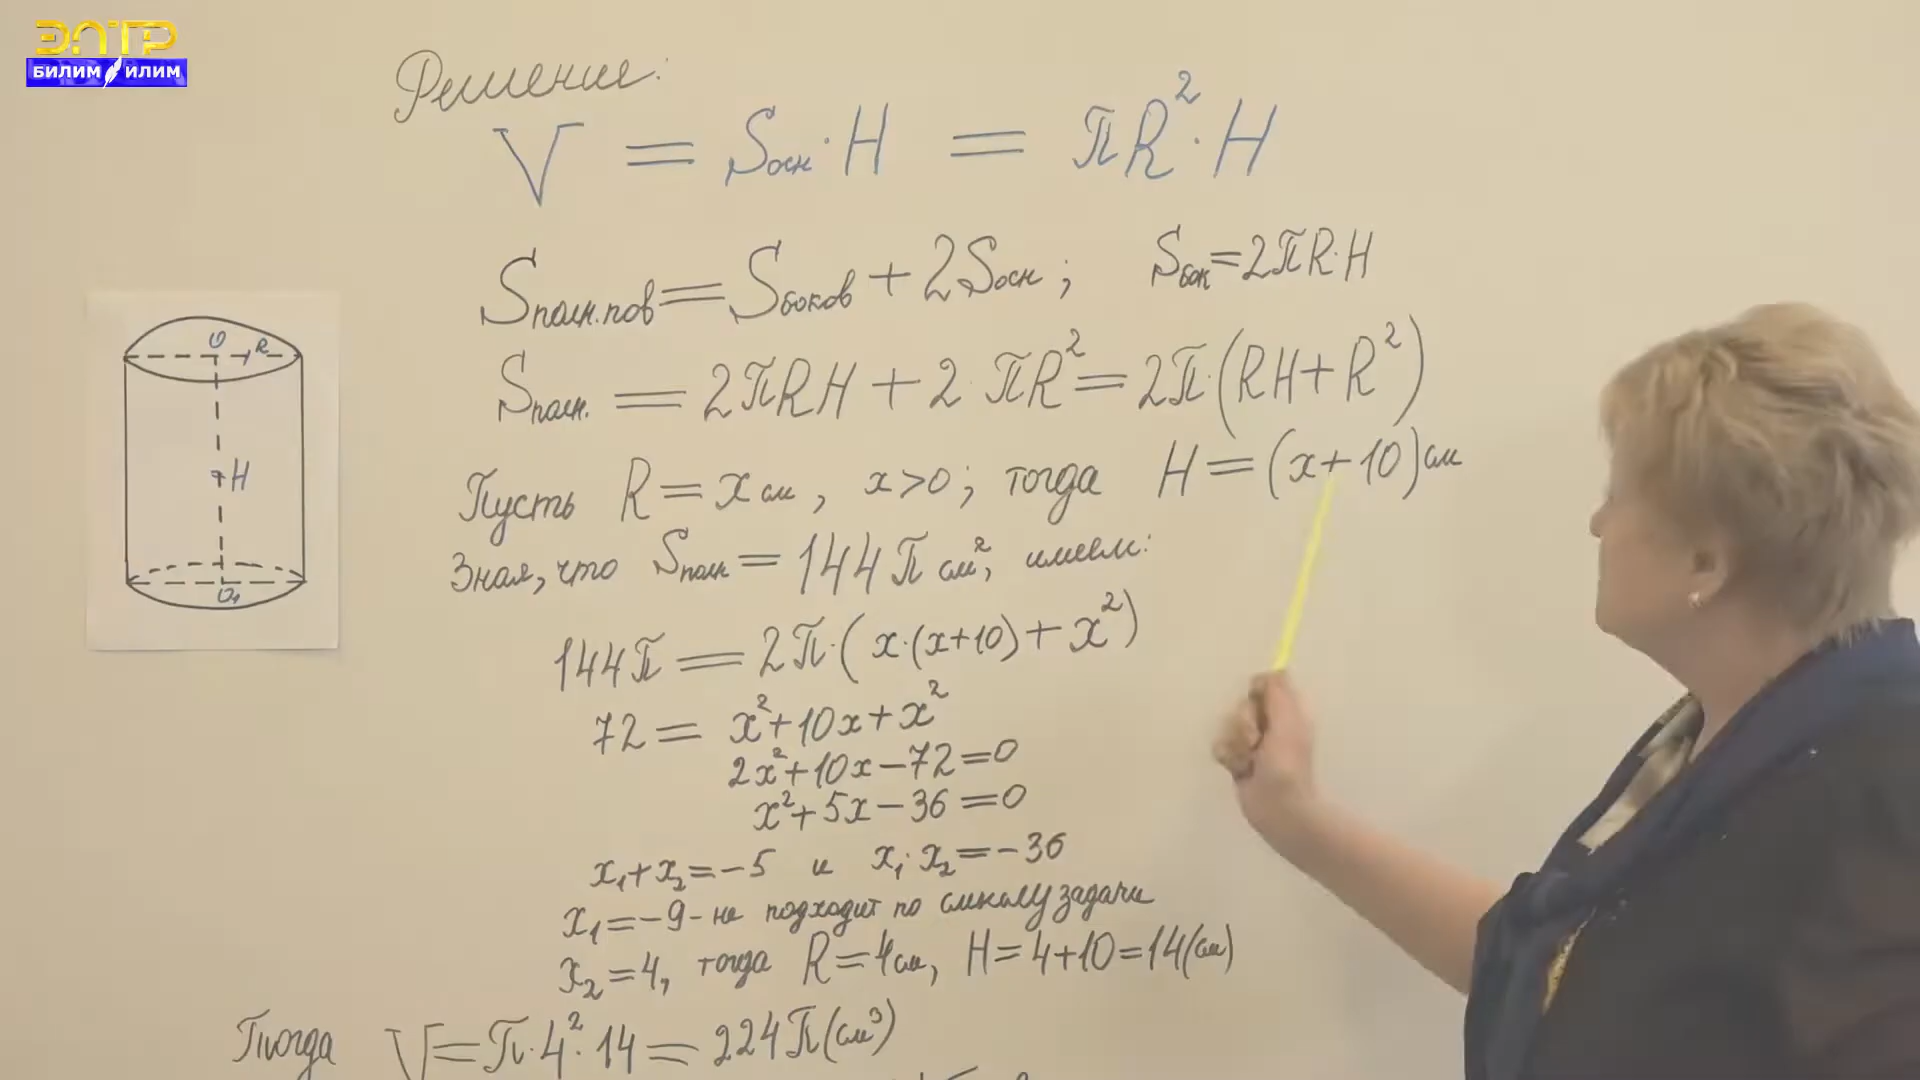 ЭЛТР
БИЛИМ ИЛИМ
Решение:
V = Sосн · H = πR² · H
Sполн.пов = Sбоков + 2Sосн ; Sбок = 2πR·H
Sполн. = 2πRH + 2·πR² = 2π·(RH + R²)
Пусть R = x см, x > 0; тогда H = (x + 10) см
Зная, что Sполн = 144π см², имеем:
144π = 2π·(x·(x+10) + x²)
72 = x² + 10x + x²
2x² + 10x − 72 = 0
x² + 5x − 36 = 0
x₁ + x₂ = −5 и x₁·x₂ = −36
x₁ = −9 - не подходит по смыслу задачи
x₂ = 4, тогда R = 4 см, H = 4 + 10 = 14 (см)
Тогда V = π·4²·14 = 224π (см³)
O R
H
O₁